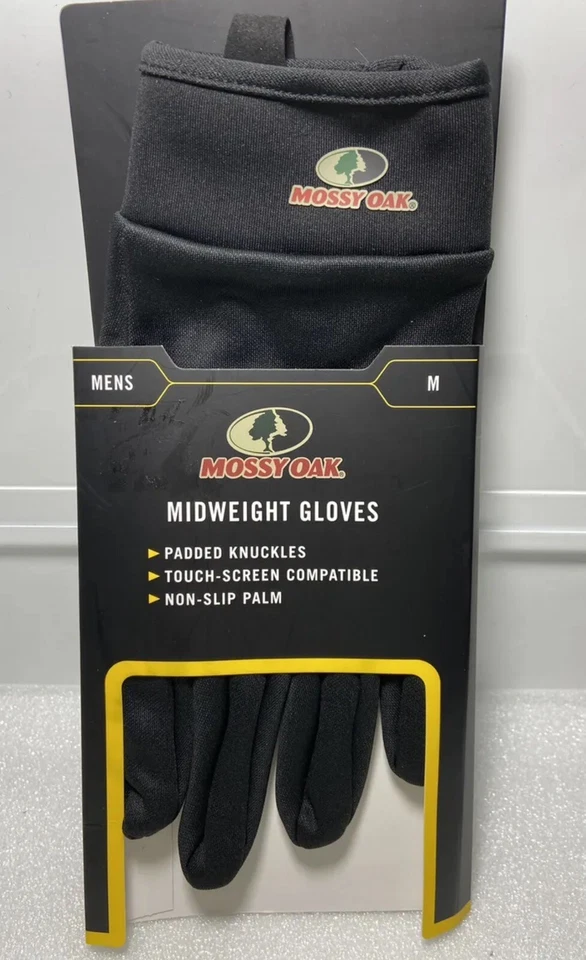 MOSSY OAK®
MENS
M
MOSSY OAK®
MIDWEIGHT GLOVES
PADDED KNUCKLES
TOUCH-SCREEN COMPATIBLE
NON-SLIP PALM